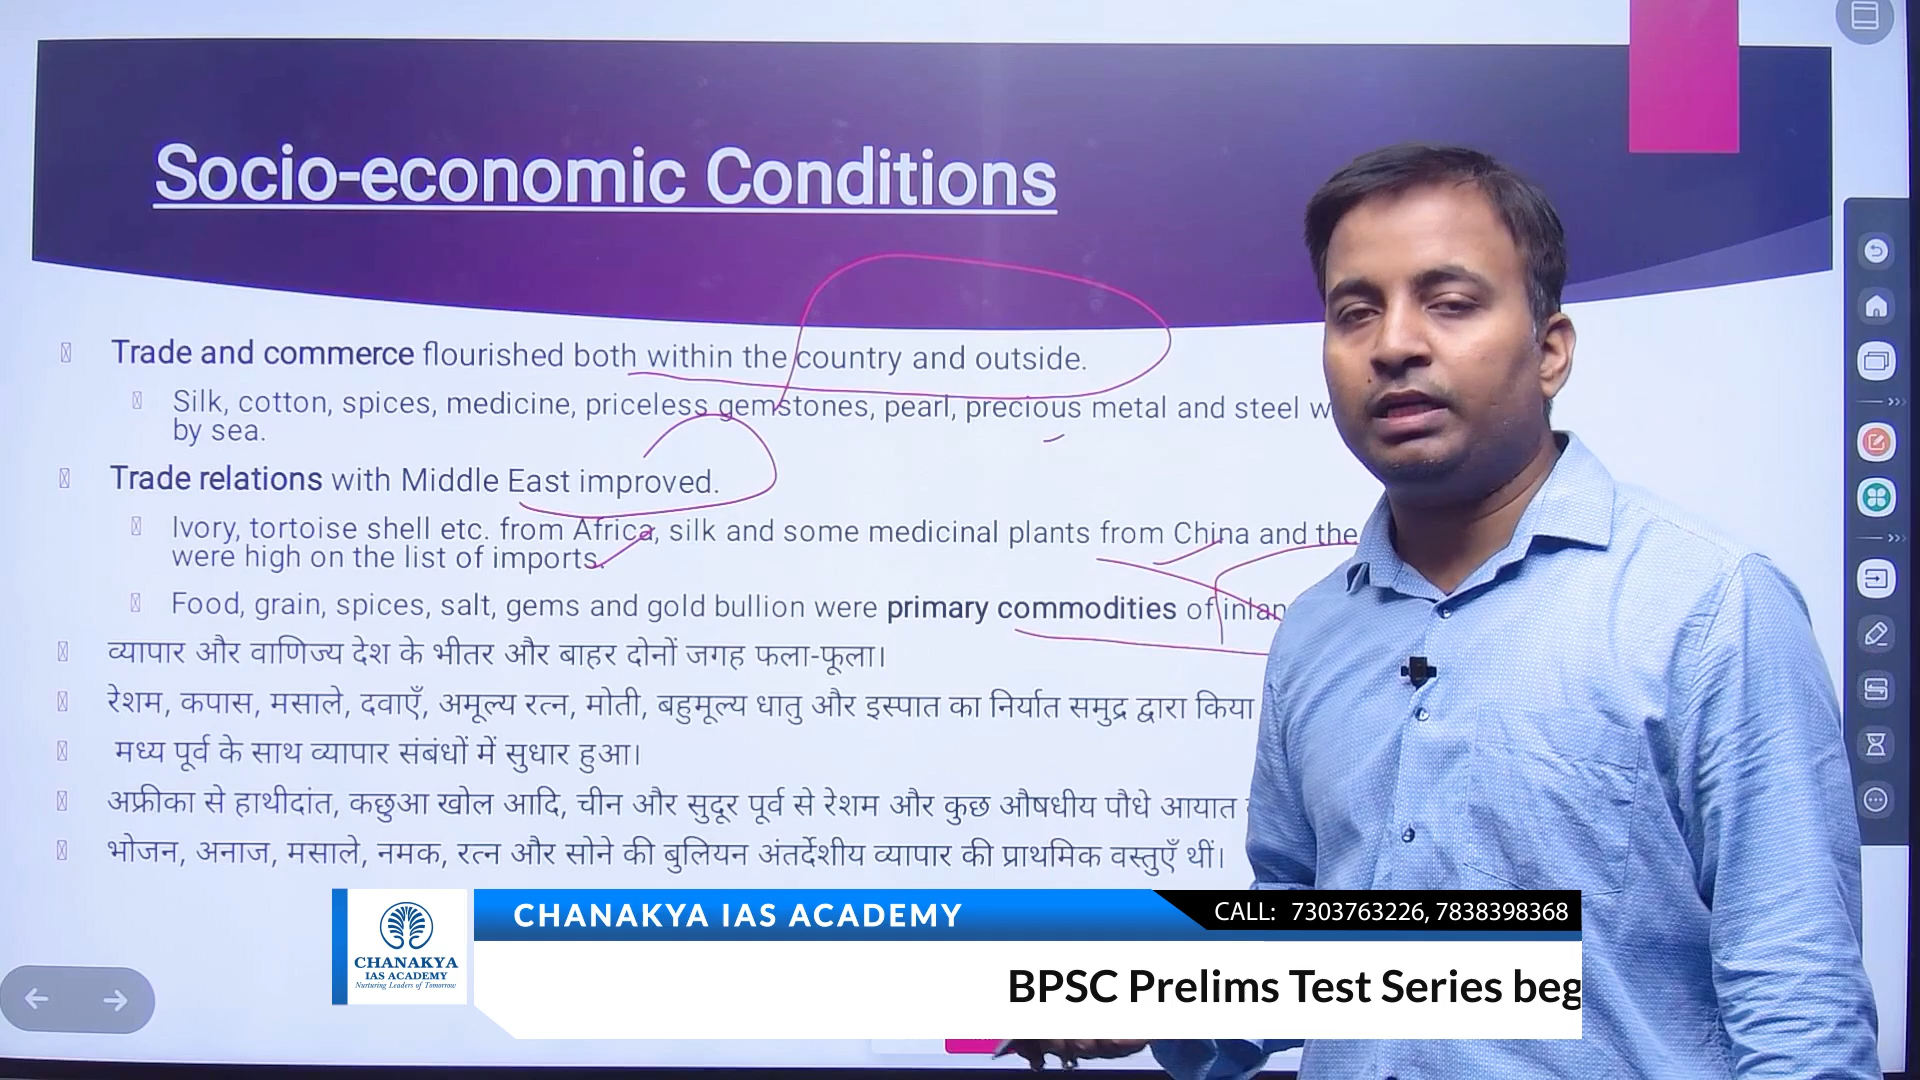 Socio-economic Conditions
Trade and commerce flourished both within the country and outside.
Silk, cotton, spices, medicine, priceless gemstones, pearl, precious metal and steel
by sea.
Trade relations with Middle East improved.
Ivory, tortoise shell etc. from Africa, silk and some medicinal plants from China and the
were high on the list of imports.
Food, grain, spices, salt, gems and gold bullion were primary commodities of
व्यापार और वाणिज्य देश के भीतर और बाहर दोनों जगह फला-फूला।
रेशम, कपास, मसाले, दवाएँ, अमूल्य रत्न, मोती, बहुमूल्य धातु और इस्पात का निर्यात समुद्र द्वारा किया
मध्य पूर्व के साथ व्यापार संबंधों में सुधार हुआ।
अफ्रीका से हाथीदांत, कछुआ खोल आदि, चीन और सुदूर पूर्व से रेशम और कुछ औषधीय पौधे आयात
भोजन, अनाज, मसाले, नमक, रत्न और सोने की बुलियन अंतर्देशीय व्यापार की प्राथमिक वस्तुएँ थीं।
CHANAKYA IAS ACADEMY
CALL: 7303763226, 7838398368
CHANAKYA
IAS ACADEMY
Nurturing Leaders of Tomorrow
BPSC Prelims Test Series